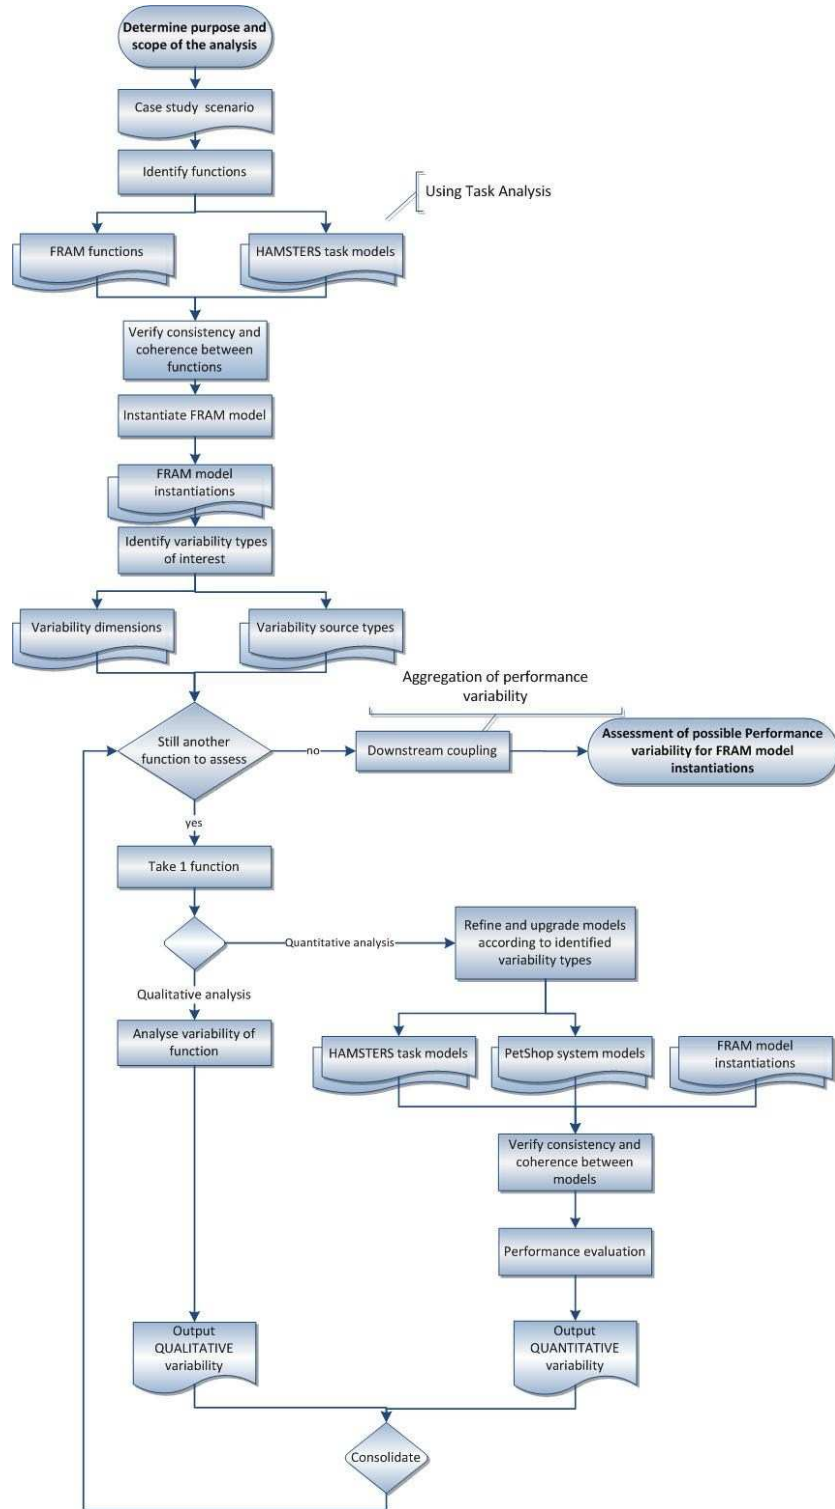 Determine purpose and
scope of the analysis
Case study scenario
Identify functions
Using Task Analysis
FRAM functions
HAMSTERS task models
Verify consistency and
coherence between
functions
Instantiate FRAM model
FRAM model
instantiations
Identify variability types
of interest
Variability dimensions
Variability source types
Aggregation of performance
variability
Still another
function to assess
no
Downstream coupling
Assessment of possible Performance
variability for FRAM model
instantiations
yes
Take 1 function
Quantitative analysis
Refine and upgrade models
according to identified
variability types
Qualitative analysis
Analyse variability of
function
HAMSTERS task models
PetShop system models
FRAM model
instantiations
Verify consistency and
coherence between
models
Performance evaluation
Output
QUALITATIVE
variability
Output
QUANTITATIVE
variability
Consolidate